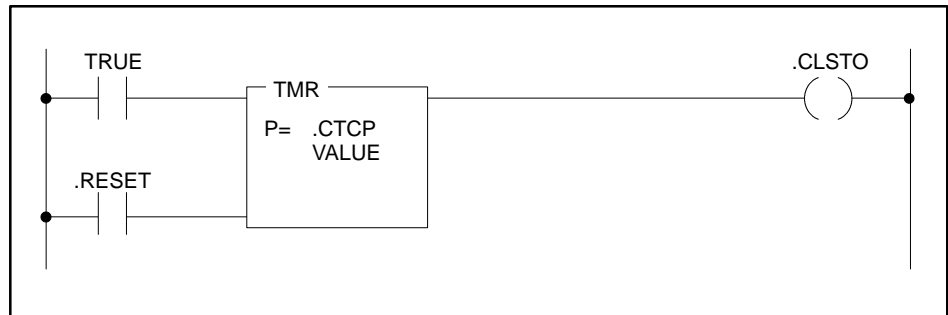 TRUE
.CLSTO
TMR
P= .CTCP
VALUE
.RESET